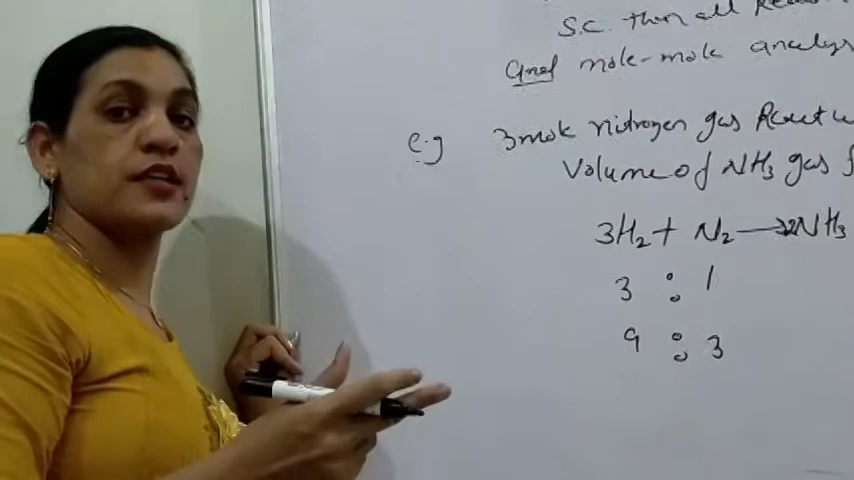 S.C. then all
and mole-mole analys
e.g 3mole nitrogen gas React w
Volume of NH3 gas
3H2 + N2 → 2NH3
3 : 1
9 : 3